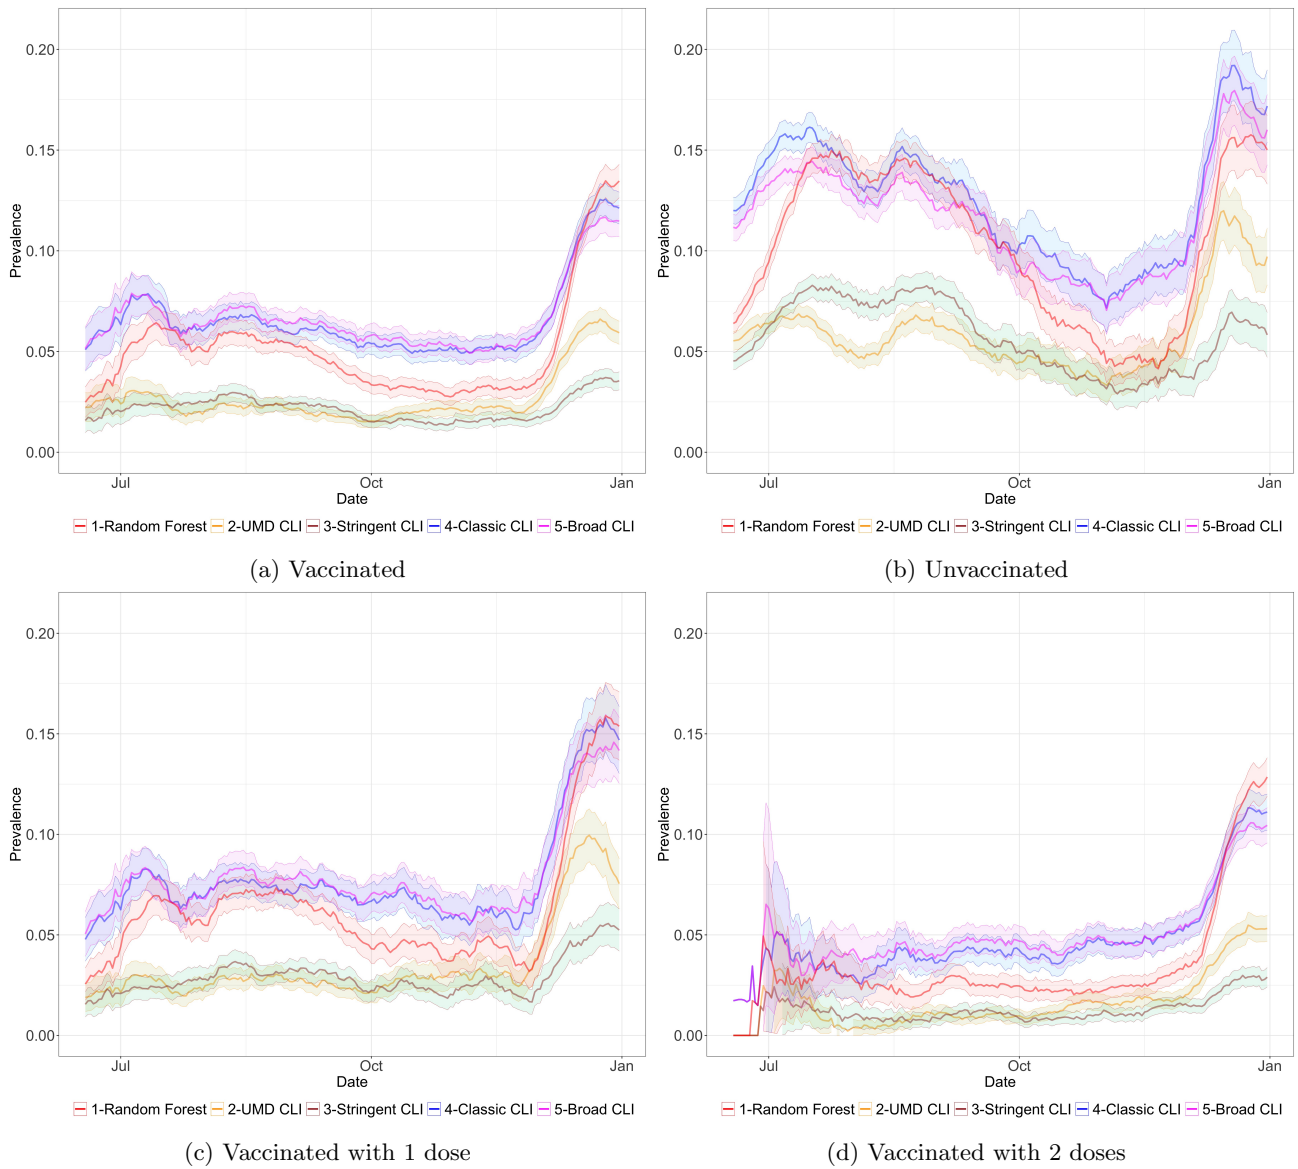 0.20
0.15
0.10
0.05
0.00
Prevalence
Jul Oct Jan
Date
1-Random Forest 2-UMD CLI 3-Stringent CLI 4-Classic CLI 5-Broad CLI
(a) Vaccinated
0.20
0.15
0.10
0.05
0.00
Prevalence
Jul Oct Jan
Date
1-Random Forest 2-UMD CLI 3-Stringent CLI 4-Classic CLI 5-Broad CLI
(b) Unvaccinated
0.20
0.15
0.10
0.05
0.00
Prevalence
Jul Oct Jan
Date
1-Random Forest 2-UMD CLI 3-Stringent CLI 4-Classic CLI 5-Broad CLI
(c) Vaccinated with 1 dose
0.20
0.15
0.10
0.05
0.00
Prevalence
Jul Oct Jan
Date
1-Random Forest 2-UMD CLI 3-Stringent CLI 4-Classic CLI 5-Broad CLI
(d) Vaccinated with 2 doses